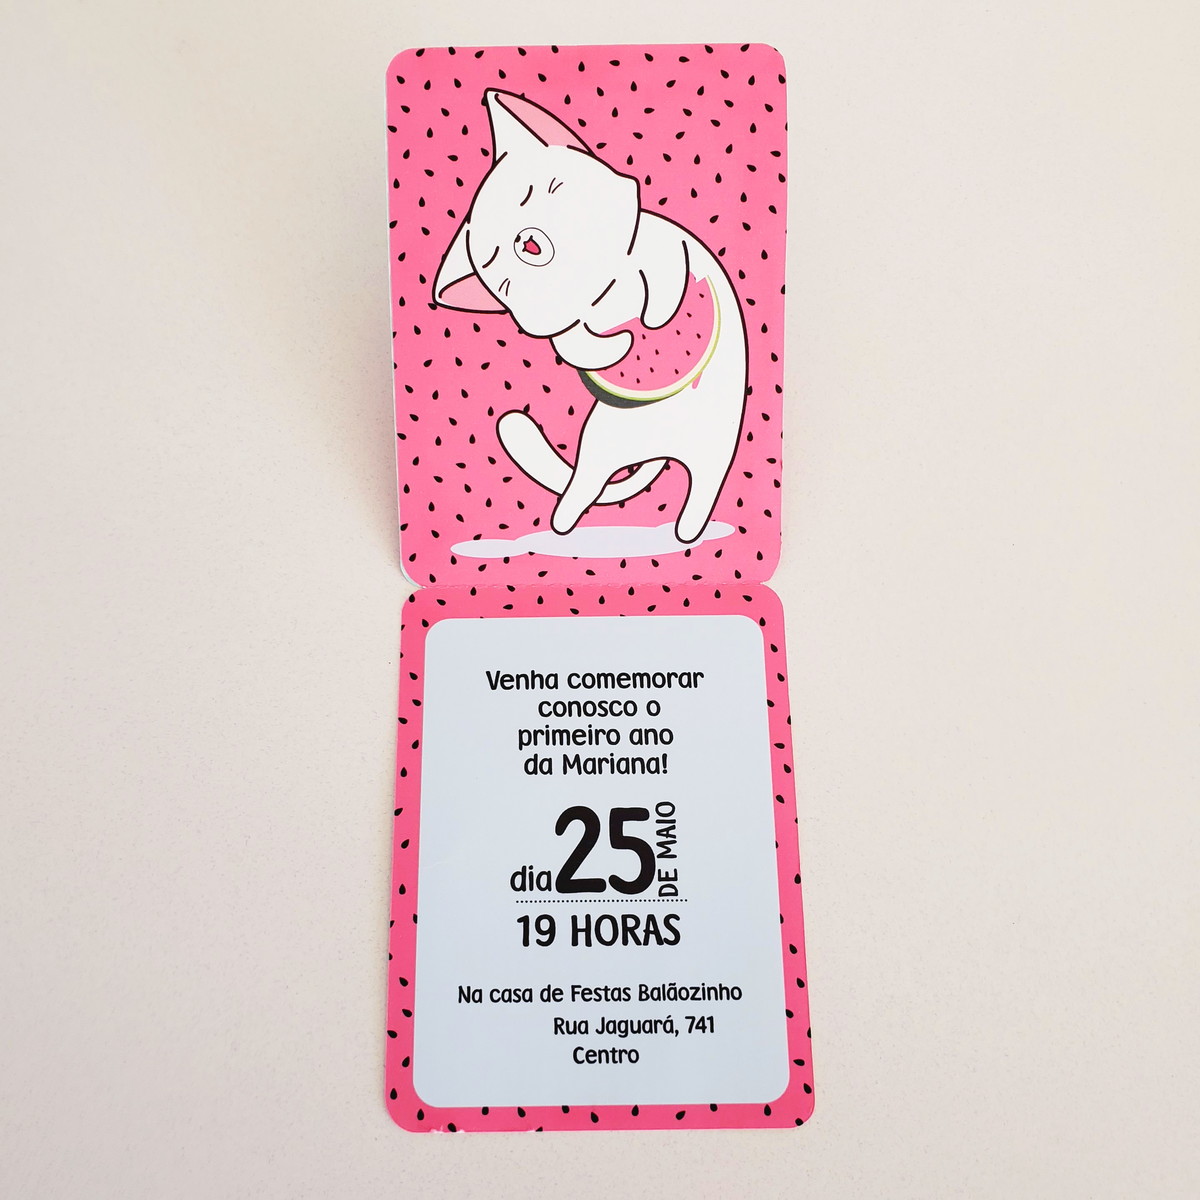 Venha comemorar
conosco o
primeiro ano
da Mariana!
dia 25 DE MAIO
19 HORAS
Na casa de Festas Balãozinho
Rua Jaguará, 741
Centro